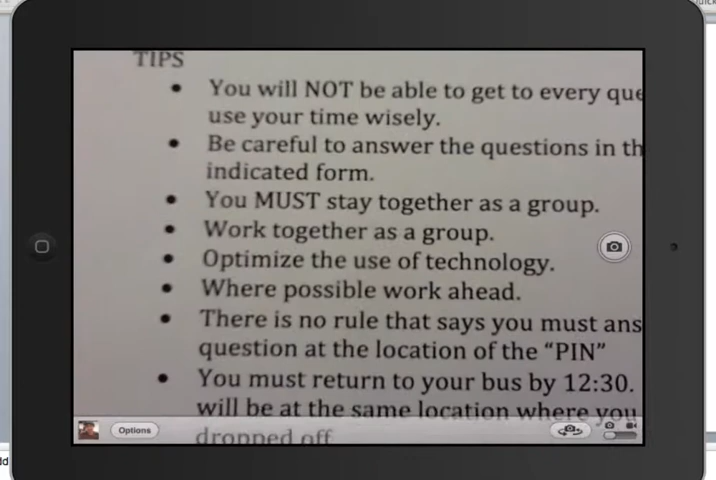 TIPS
• You will NOT be able to get to every que
use your time wisely.
• Be careful to answer the questions in th
indicated form.
• You MUST stay together as a group.
• Work together as a group.
• Optimize the use of technology.
• Where possible work ahead.
• There is no rule that says you must ans
question at the location of the “PIN”
• You must return to your bus by 12:30.
will be at the same location where you
dropped off
Options